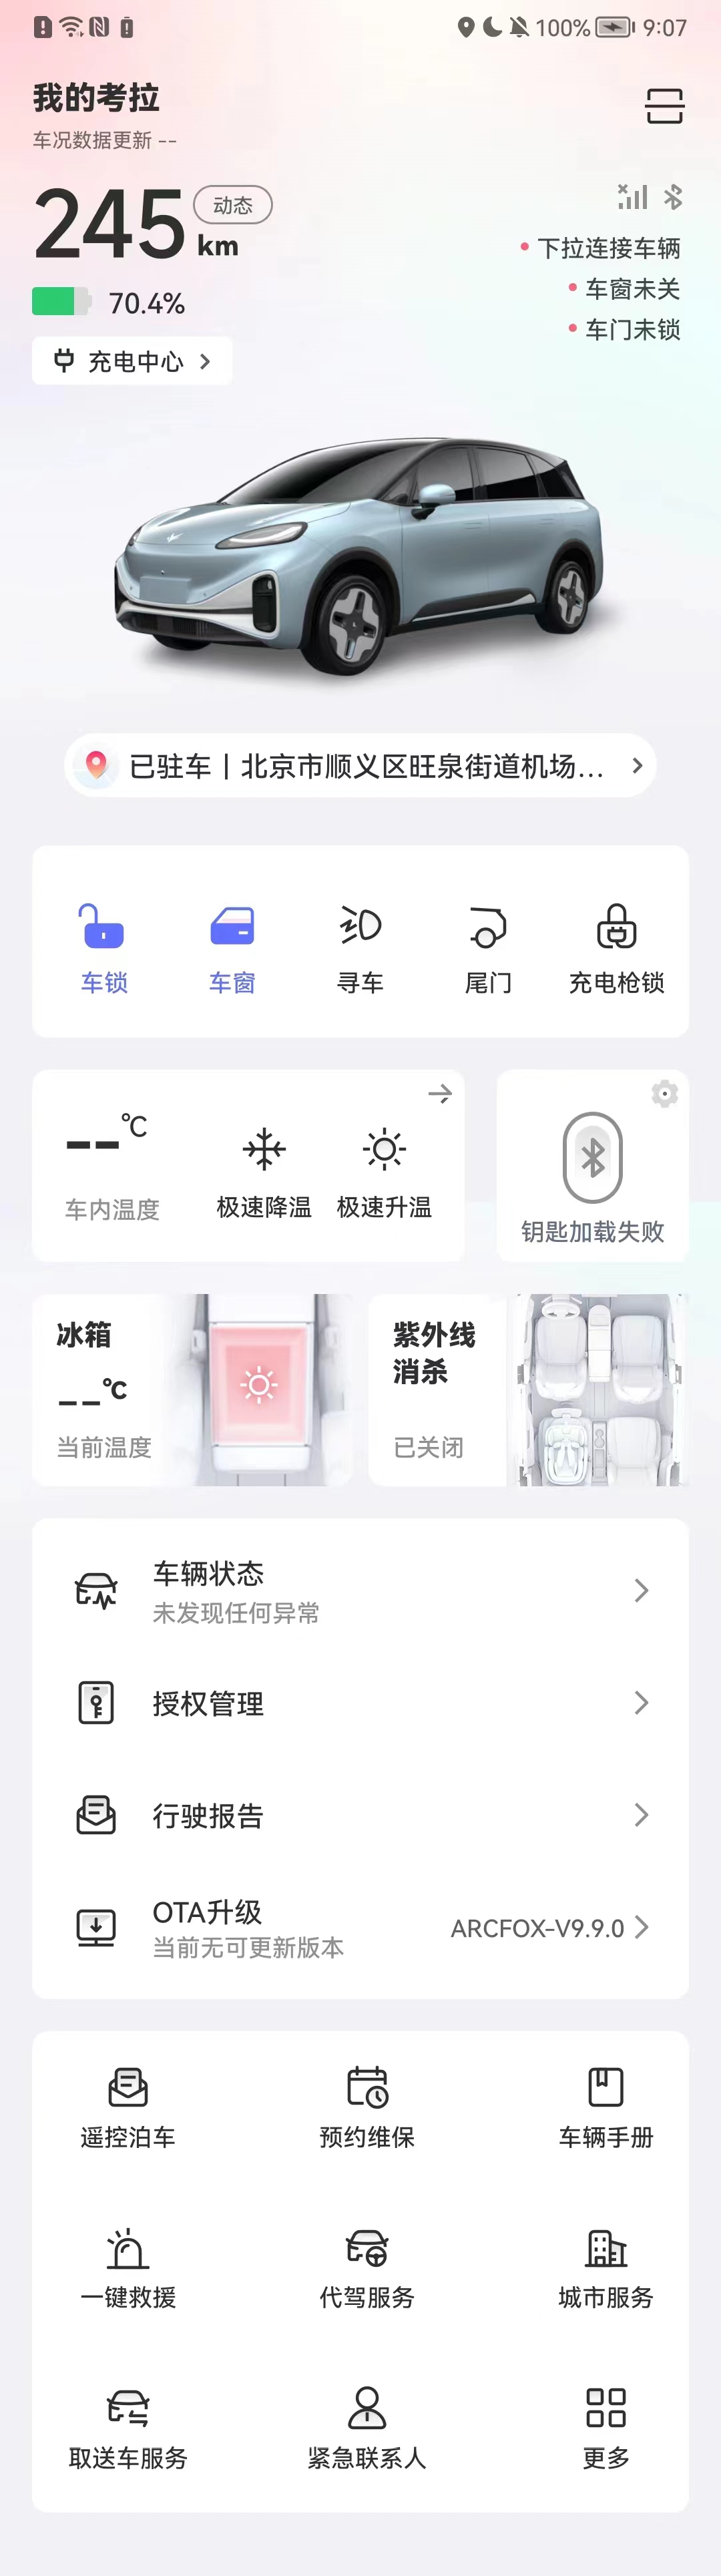 100% 9:07
我的考拉
车况数据更新 --
245 km 动态
下拉连接车辆
车窗未关
70.4%
车门未锁
充电中心
已驻车 | 北京市顺义区旺泉街道机场...
车锁 车窗 寻车 尾门 充电枪锁
--℃
车内温度 极速降温 极速升温
钥匙加载失败
冰箱
--℃
当前温度
紫外线
消杀
已关闭
车辆状态
未发现任何异常
授权管理
行驶报告
OTA升级
当前无可更新版本
ARCFOX-V9.9.0
遥控泊车 预约维保 车辆手册
一键救援 代驾服务 城市服务
取送车服务 紧急联系人 更多